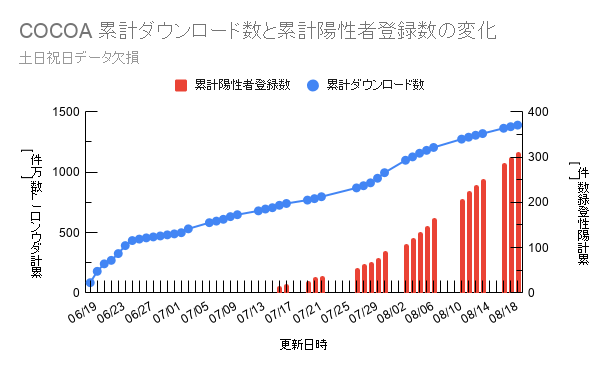 COCOA 累計ダウンロード数と累計陽性者登録数の変化
土日祝日データ欠損
累計陽性者登録数 累計ダウンロード数
累計ダウンロード数 [万件]
1500
1000
500
0
400
300
200
100
0
累計陽性登録数 [件]
06/19 06/23 06/27 07/01 07/05 07/09 07/13 07/17 07/21 07/25 07/29 08/02 08/06 08/10 08/14 08/18
更新日時